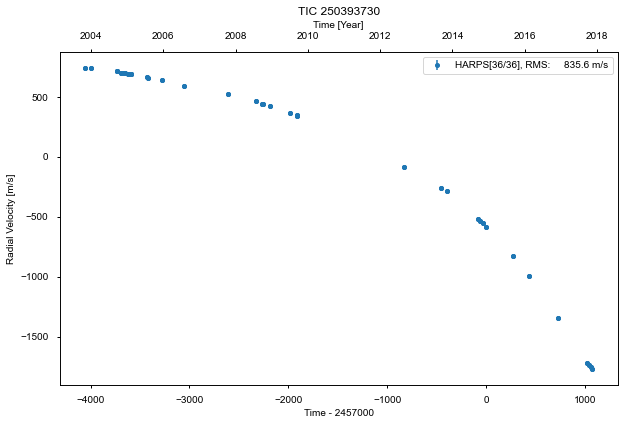 TIC 250393730
Time [Year]
2004 2006 2008 2010 2012 2014 2016 2018
HARPS[36/36], RMS: 835.6 m/s
Radial Velocity [m/s]
500
0
−500
−1000
−1500
−4000 −3000 −2000 −1000 0 1000
Time - 2457000